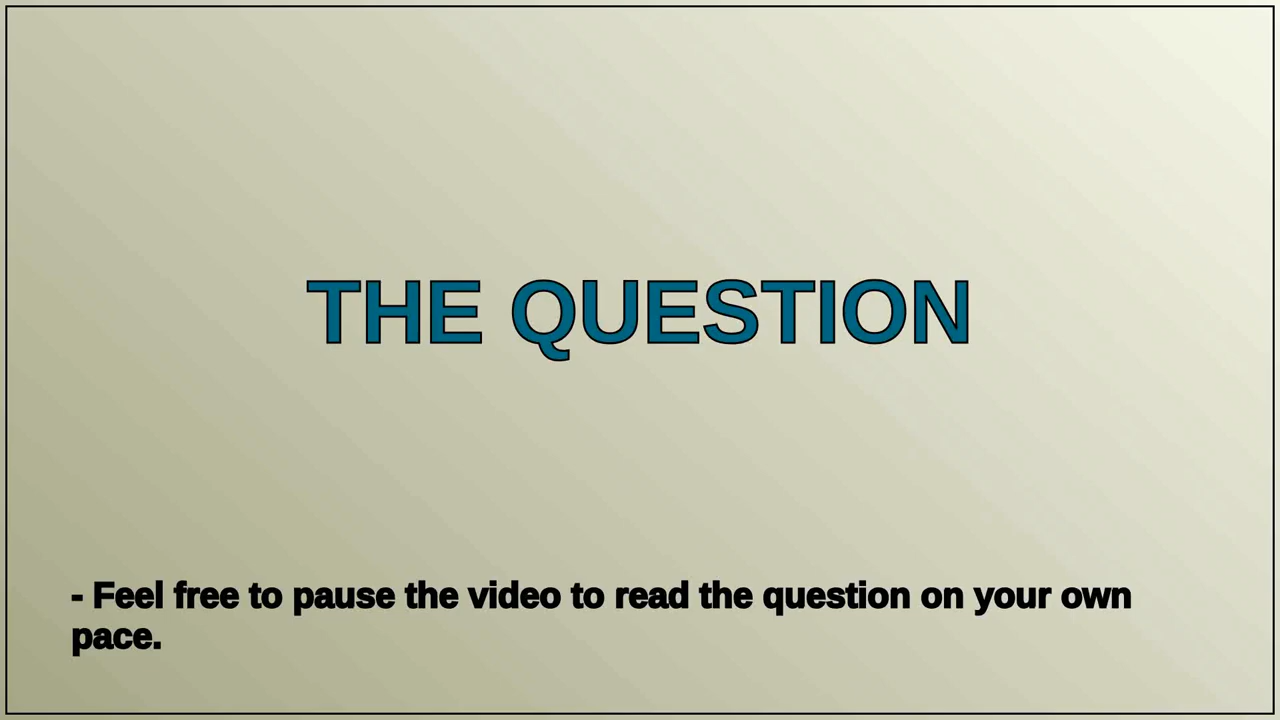 THE QUESTION
- Feel free to pause the video to read the question on your own
pace.